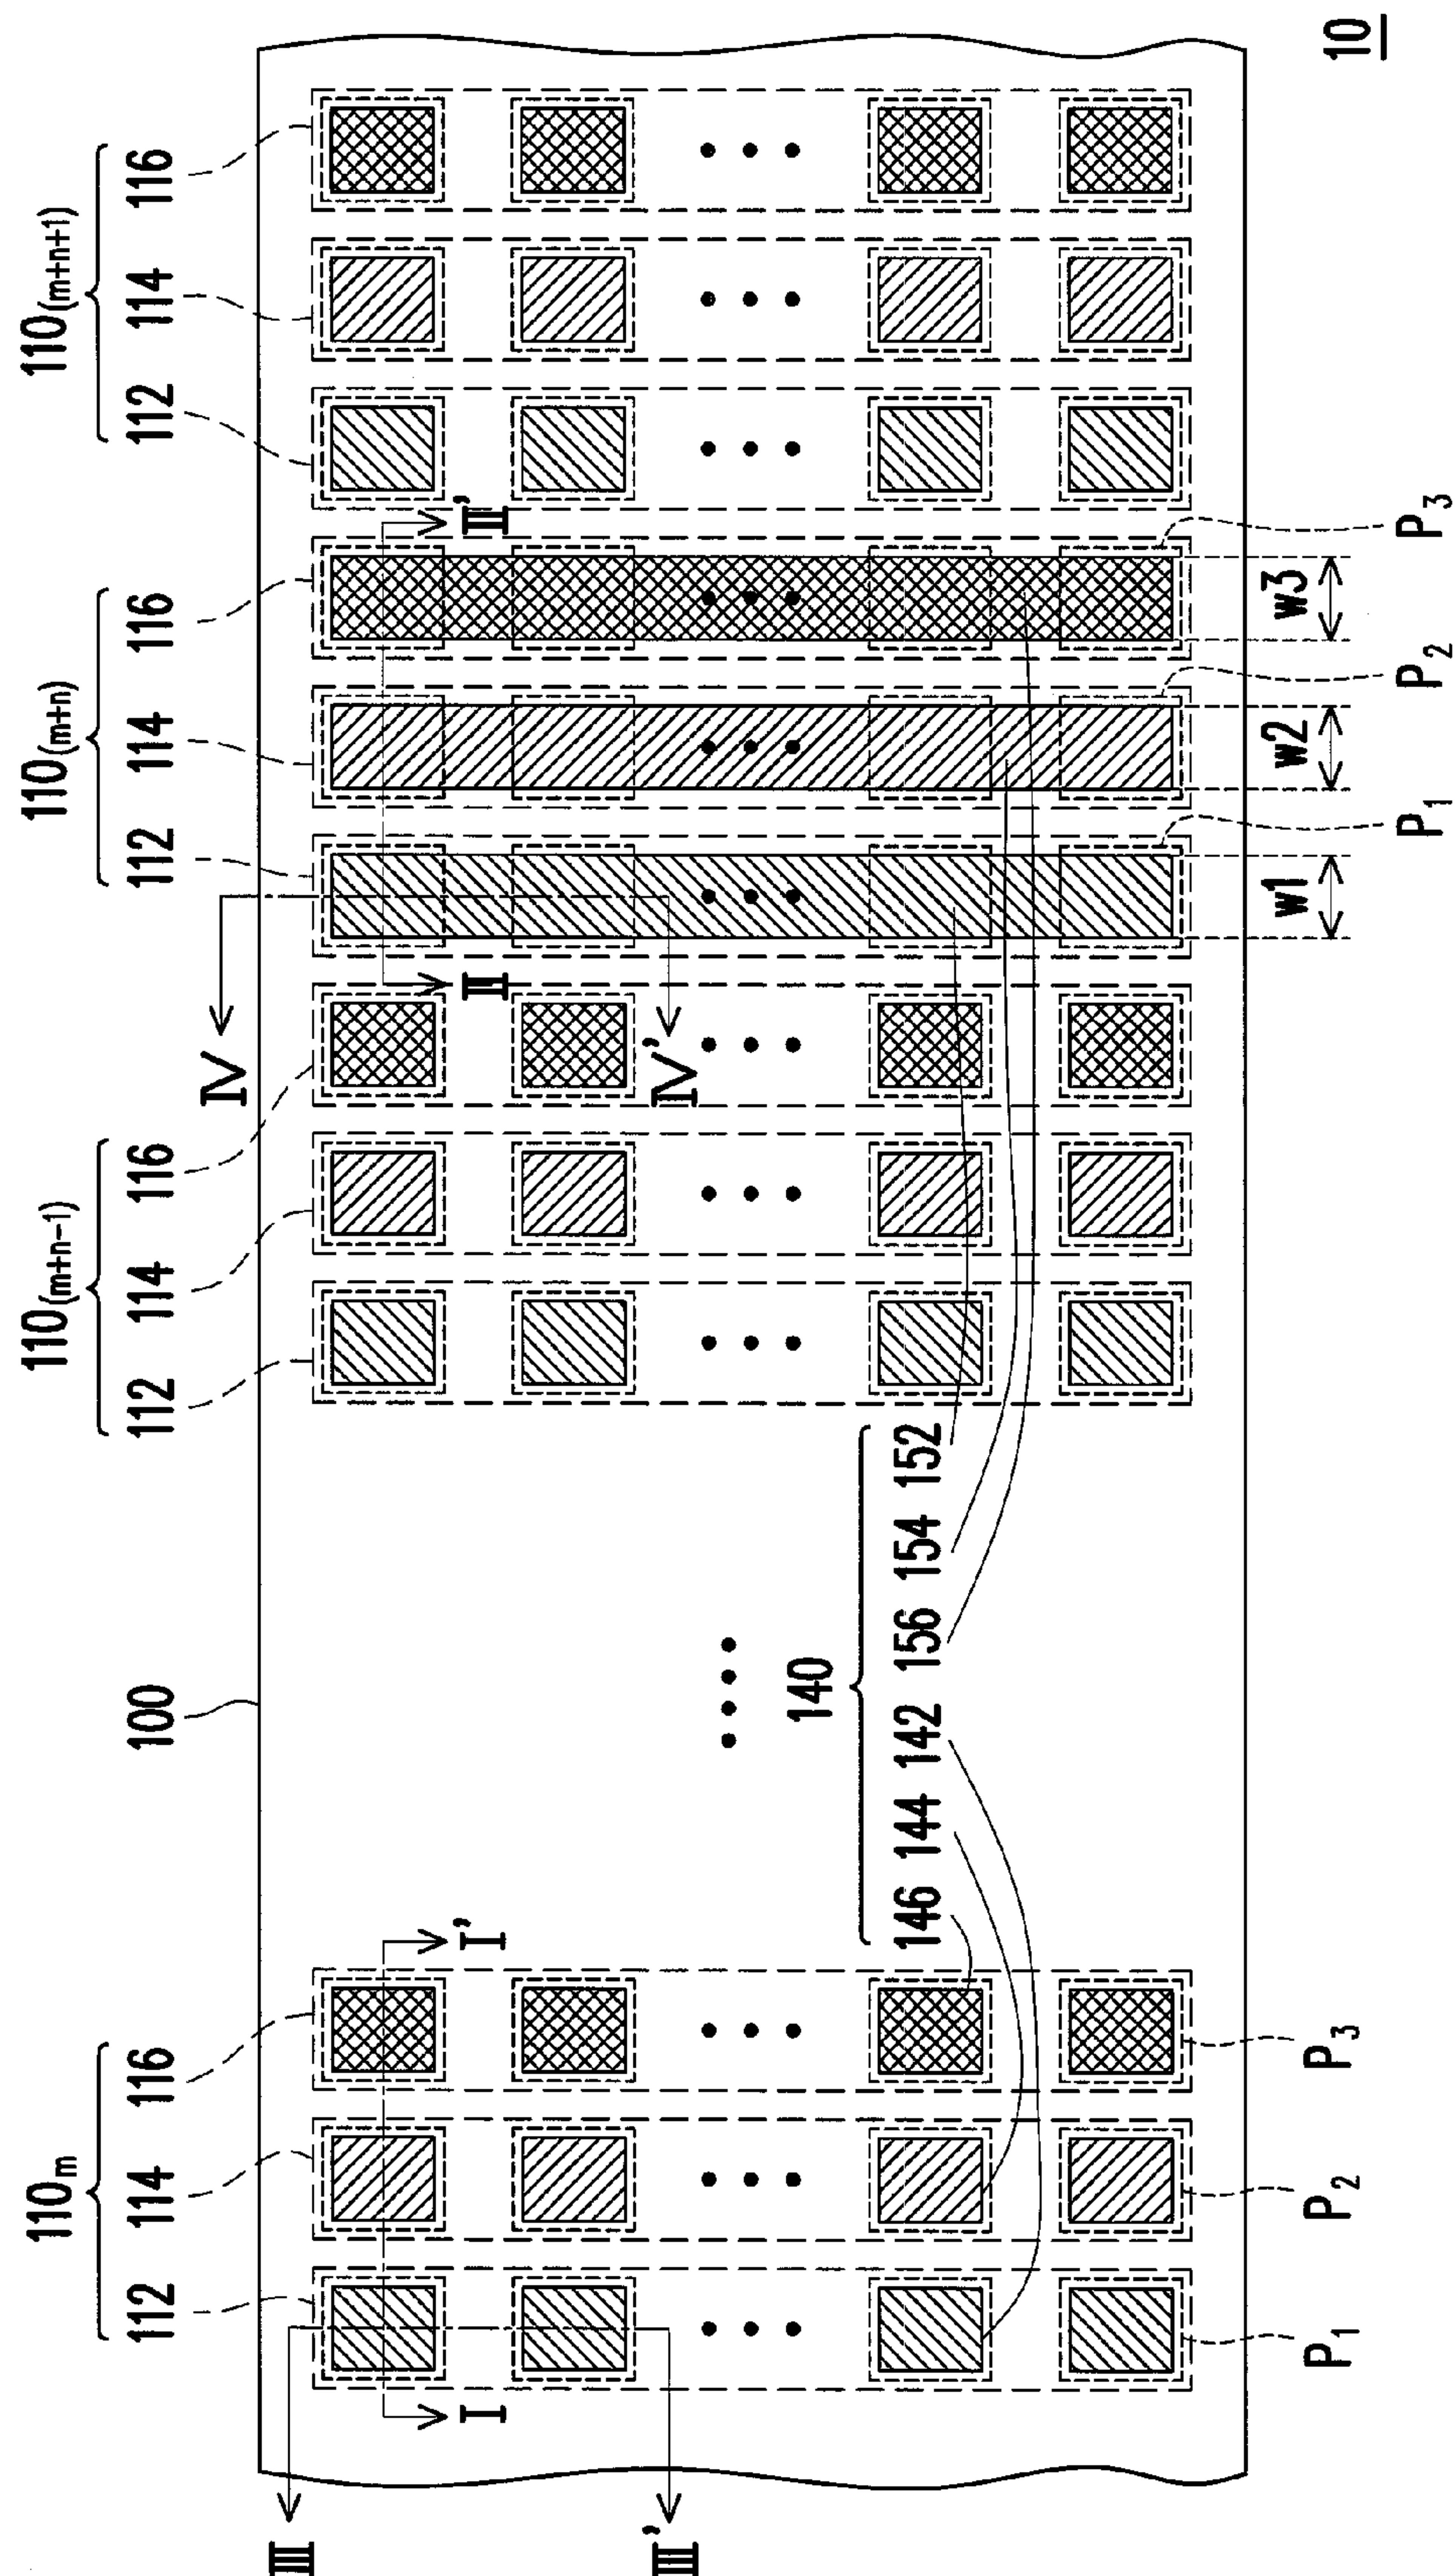 110m 110(m+n-1) 110(m+n) 110(m+n+1)
112 114 116 100 112 114 116 112 114 116 112 114 116
IV
III
I I' II II'
III' IV'
140
146 144 142 156 154 152
w1 w2 w3
P1 P2 P3 P1 P2 P3
10